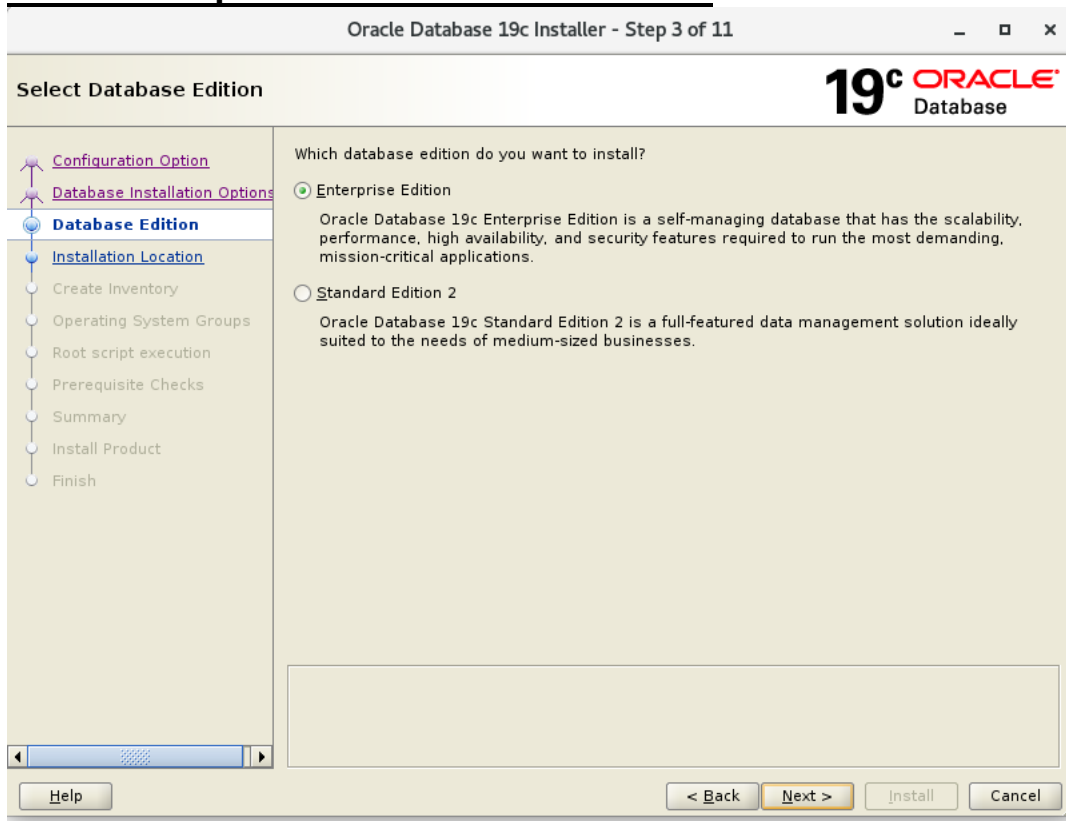 Oracle Database 19c Installer - Step 3 of 11
Select Database Edition
19c ORACLE
Database
Configuration Option
Database Installation Options
Database Edition
Installation Location
Create Inventory
Operating System Groups
Root script execution
Prerequisite Checks
Summary
Install Product
Finish
Which database edition do you want to install?
Enterprise Edition
Oracle Database 19c Enterprise Edition is a self-managing database that has the scalability,
performance, high availability, and security features required to run the most demanding,
mission-critical applications.
Standard Edition 2
Oracle Database 19c Standard Edition 2 is a full-featured data management solution ideally
suited to the needs of medium-sized businesses.
Help
< Back
Next >
Install
Cancel